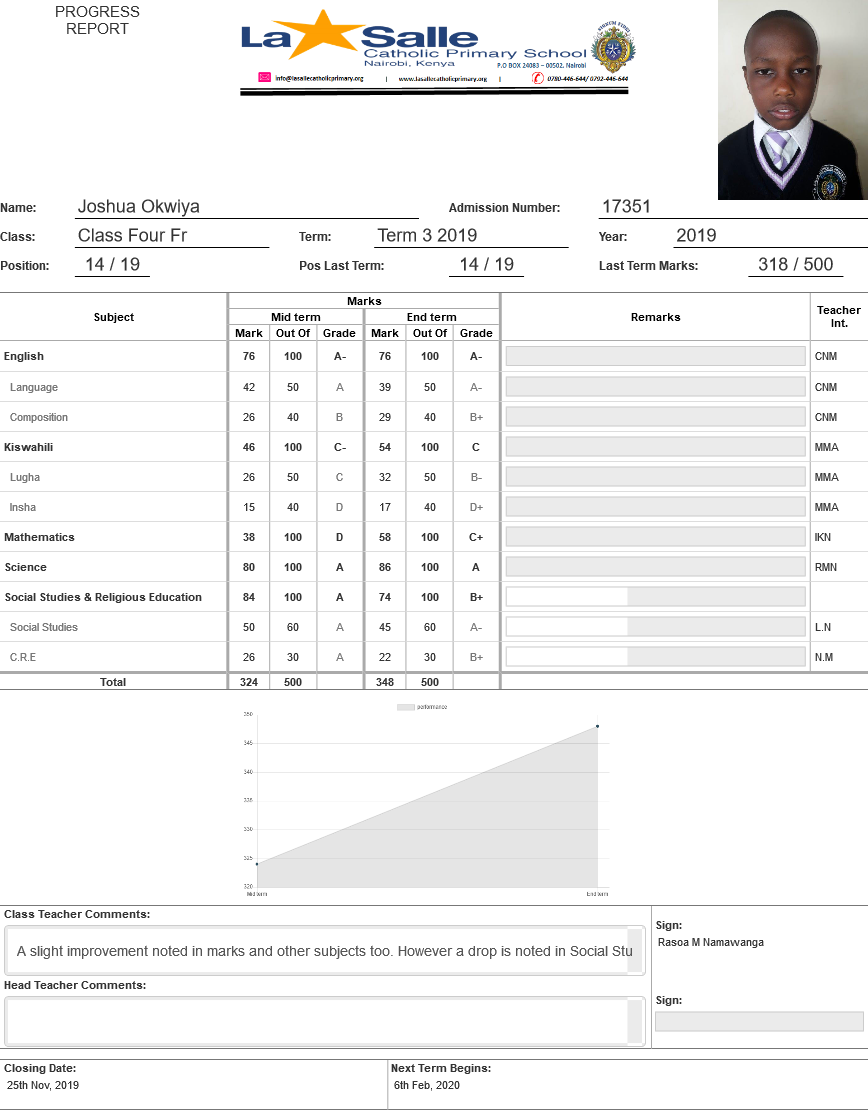 PROGRESS
REPORT
La Salle
Catholic Primary School
Nairobi, Kenya
P.O BOX 24083 – 00502, Nairobi
info@lasallecatholicprimary.org | www.lasallecatholicprimary.org | 0780-446-644/ 0792-446-644
Name: Joshua Okwiya Admission Number: 17351
Class: Class Four Fr Term: Term 3 2019 Year: 2019
Position: 14 / 19 Pos Last Term: 14 / 19 Last Term Marks: 318 / 500
Marks
Subject Mid term End term Remarks Teacher Int.
Mark Out Of Grade Mark Out Of Grade
English 76 100 A- 76 100 A- CNM
Language 42 50 A 39 50 A- CNM
Composition 26 40 B 29 40 B+ CNM
Kiswahili 46 100 C- 54 100 C MMA
Lugha 26 50 C 32 50 B- MMA
Insha 15 40 D 17 40 D+ MMA
Mathematics 38 100 D 58 100 C+ IKN
Science 80 100 A 86 100 A RMN
Social Studies & Religious Education 84 100 A 74 100 B+
Social Studies 50 60 A 45 60 A- L.N
C.R.E 26 30 A 22 30 B+ N.M
Total 324 500 348 500
performance
350
345
340
335
330
325
320
Mid term End term
Class Teacher Comments:
A slight improvement noted in marks and other subjects too. However a drop is noted in Social Stu
Sign:
Rasoa M Namawanga
Head Teacher Comments:
Sign:
Closing Date: Next Term Begins:
25th Nov, 2019 6th Feb, 2020